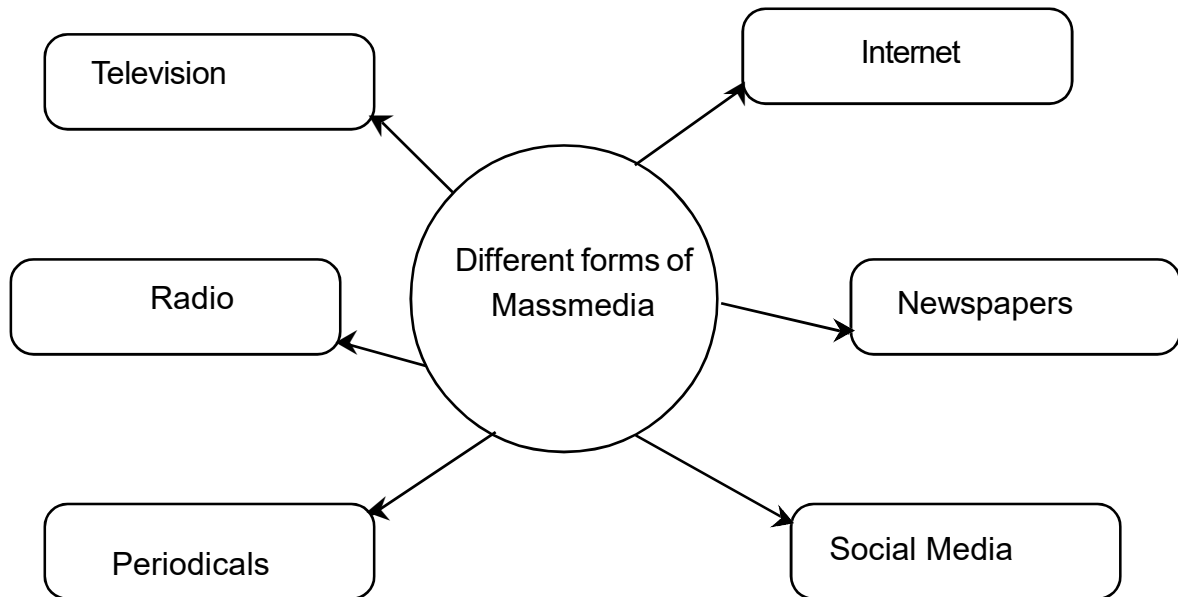 Television
Internet
Different forms of
Massmedia
Radio
Newspapers
Periodicals
Social Media